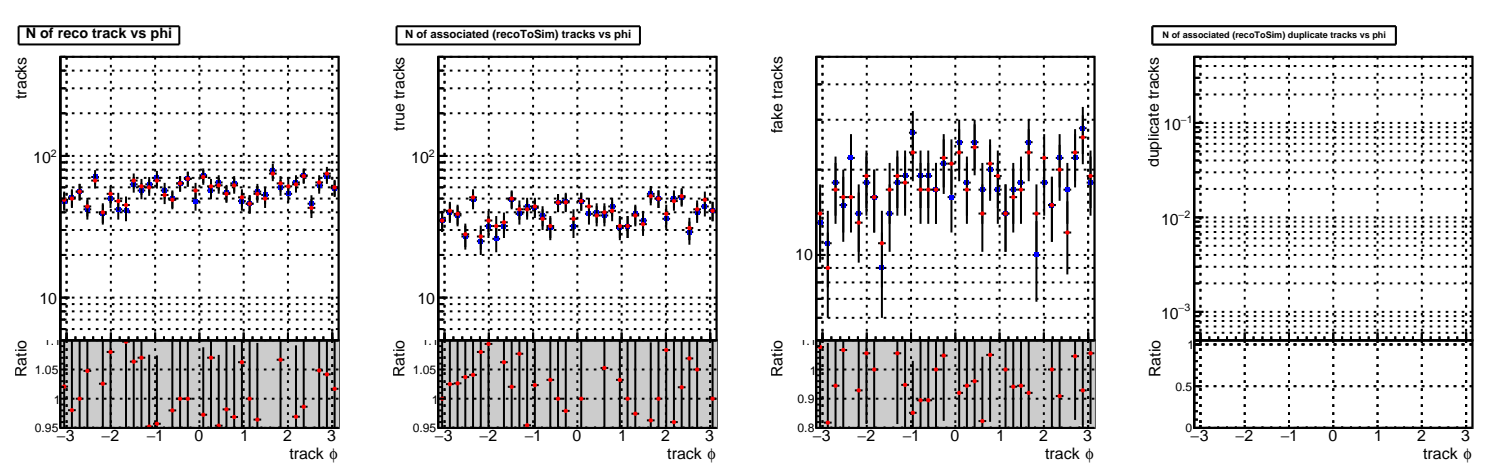 N of reco track vs phi
tracks
10²
10
Ratio
1.05
1
0.95
−3 −2 −1 0 1 2 3
track ϕ
N of associated (recoToSim) tracks vs phi
true tracks
10²
10
Ratio
1.05
1
0.95
−3 −2 −1 0 1 2 3
track ϕ
fake tracks
10
Ratio
1
0.9
0.8
−3 −2 −1 0 1 2 3
track ϕ
N of associated (recoToSim) duplicate tracks vs phi
duplicate tracks
10⁻¹
10⁻²
10⁻³
Ratio
1
0.5
0
−3 −2 −1 0 1 2 3
track ϕ